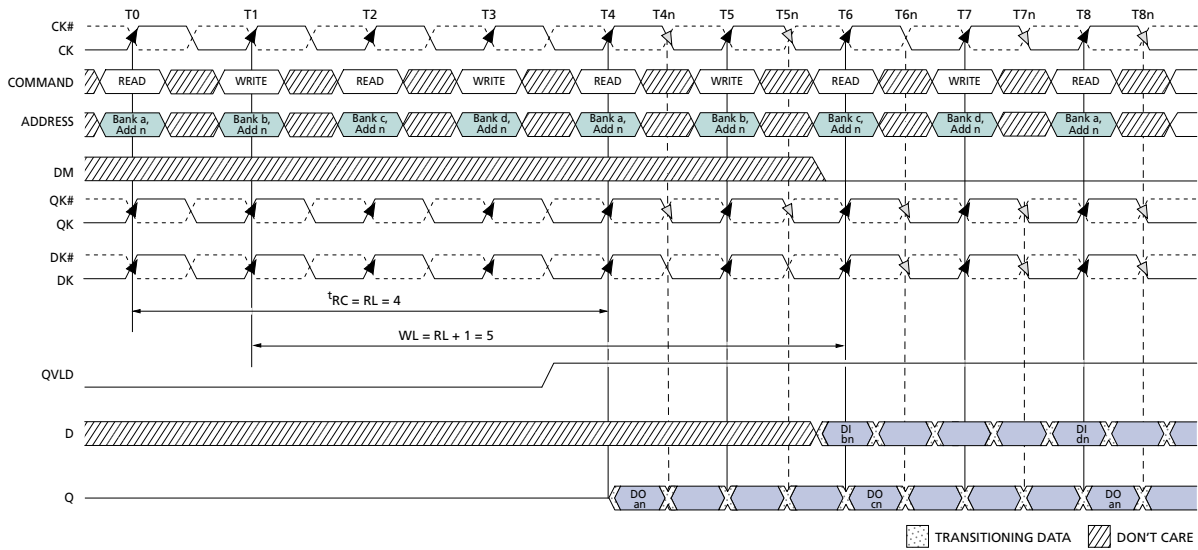 T0 T1 T2 T3 T4 T4n T5 T5n T6 T6n T7 T7n T8 T8n
CK#
CK
COMMAND READ WRITE READ WRITE READ WRITE READ WRITE READ
ADDRESS Bank a, Add n Bank b, Add n Bank c, Add n Bank d, Add n Bank a, Add n Bank b, Add n Bank c, Add n Bank d, Add n Bank a, Add n
DM
QK#
QK
DK#
DK
tRC = RL = 4
WL = RL + 1 = 5
QVLD
D DI bn DI dn
Q DO an DO cn DO an
TRANSITIONING DATA DON'T CARE